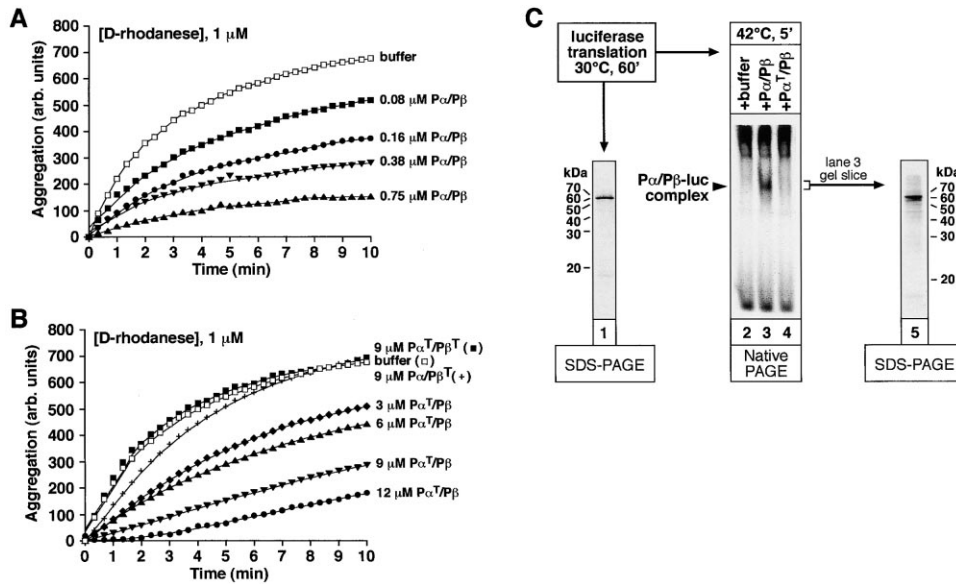 A
[D-rhodanese], 1 μM
Aggregation (arb. units)
800
700
600
500
400
300
200
100
0
buffer
0.08 μM Pα/Pβ
0.16 μM Pα/Pβ
0.38 μM Pα/Pβ
0.75 μM Pα/Pβ
0 1 2 3 4 5 6 7 8 9 10
Time (min)
B
[D-rhodanese], 1 μM
Aggregation (arb. units)
800
700
600
500
400
300
200
100
0
9 μM Pαᵀ/Pβᵀ (■)
buffer (□)
9 μM Pα/Pβᵀ (+)
3 μM Pαᵀ/Pβ
6 μM Pαᵀ/Pβ
9 μM Pαᵀ/Pβ
12 μM Pαᵀ/Pβ
0 1 2 3 4 5 6 7 8 9 10
Time (min)
C
luciferase
translation
30°C, 60'
42°C, 5'
+buffer
+Pα/Pβ
+Pαᵀ/Pβ
kDa
70
60
50
40
30
20
1
SDS-PAGE
Pα/Pβ-luc
complex
2 3 4
Native
PAGE
lane 3
gel slice
kDa
70
60
50
40
30
20
5
SDS-PAGE